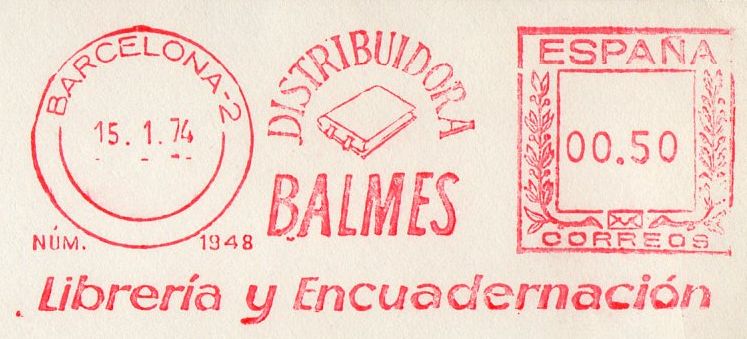 BARCELONA-2
15.1.74
NÚM. 1948
DISTRIBUIDORA
BALMES
ESPAÑA
00.50
CORREOS
Librería y Encuadernación